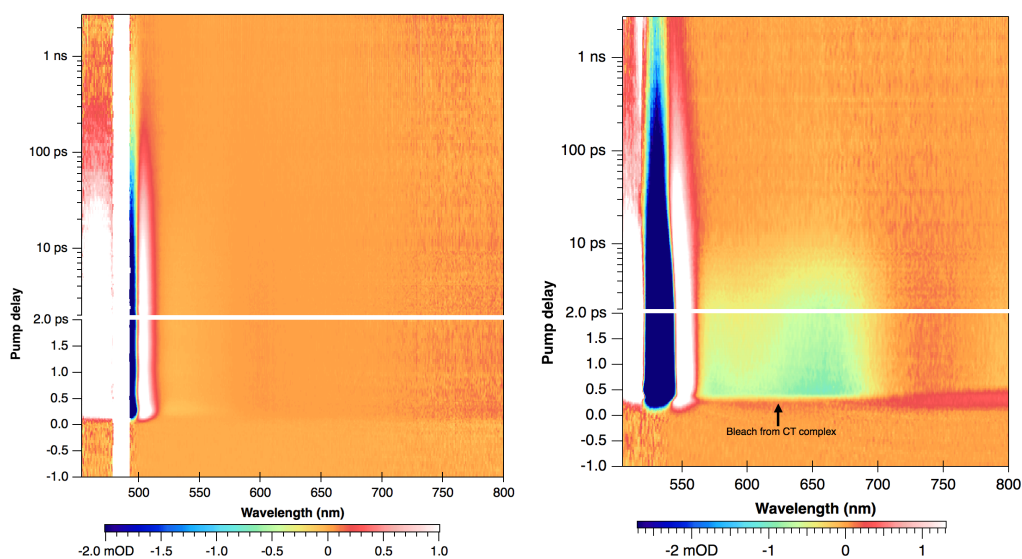 1 ns
100 ps
10 ps
2.0 ps
1.5
1.0
0.5
0.0
-0.5
-1.0
Pump delay
500 550 600 650 700 750 800
Wavelength (nm)
-2.0 mOD -1.5 -1.0 -0.5 0 0.5 1.0
1 ns
100 ps
10 ps
2.0 ps
1.5
1.0
0.5
0.0
-0.5
-1.0
Pump delay
Bleach from CT complex
550 600 650 700 750 800
Wavelength (nm)
-2 mOD -1 0 1